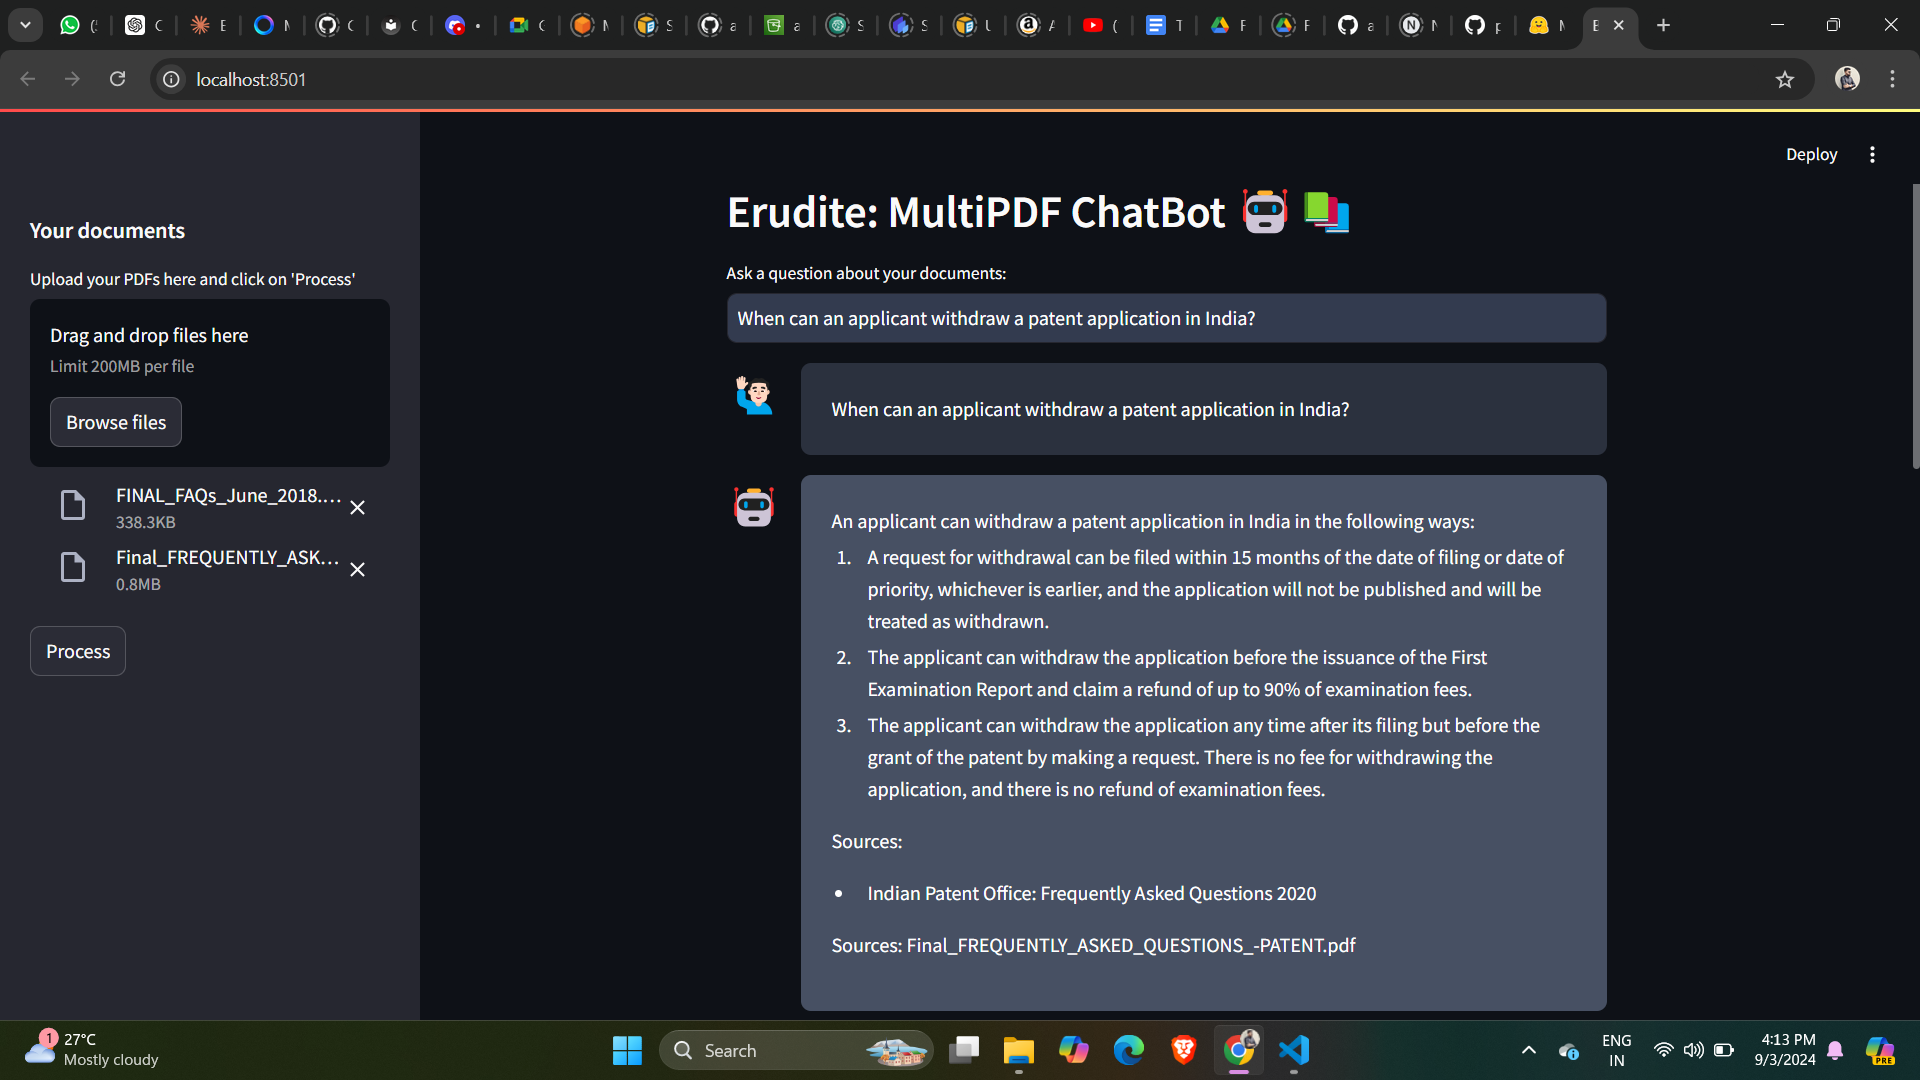 localhost:8501
Deploy
Your documents
Upload your PDFs here and click on 'Process'
Drag and drop files here
Limit 200MB per file
Browse files
FINAL_FAQs_June_2018....
338.3KB
Final_FREQUENTLY_ASK...
0.8MB
Process
Erudite: MultiPDF ChatBot
Ask a question about your documents:
When can an applicant withdraw a patent application in India?
When can an applicant withdraw a patent application in India?
An applicant can withdraw a patent application in India in the following ways:
1. A request for withdrawal can be filed within 15 months of the date of filing or date of
priority, whichever is earlier, and the application will not be published and will be
treated as withdrawn.
2. The applicant can withdraw the application before the issuance of the First
Examination Report and claim a refund of up to 90% of examination fees.
3. The applicant can withdraw the application any time after its filing but before the
grant of the patent by making a request. There is no fee for withdrawing the
application, and there is no refund of examination fees.
Sources:
• Indian Patent Office: Frequently Asked Questions 2020
Sources: Final_FREQUENTLY_ASKED_QUESTIONS_-PATENT.pdf
1
27°C
Mostly cloudy
Search
ENG
IN
4:13 PM
9/3/2024
PRE